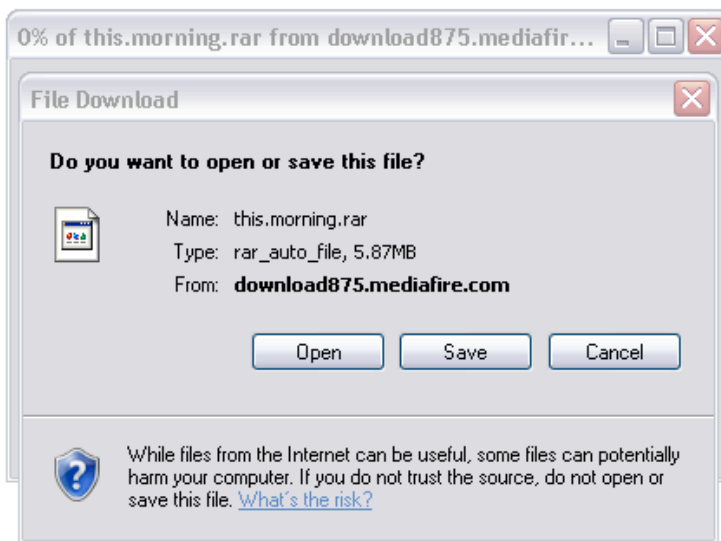 0% of this.morning.rar from download875.mediafir...
File Download
Do you want to open or save this file?
Name: this.morning.rar
Type: rar_auto_file, 5.87MB
From: download875.mediafire.com
Open Save Cancel
While files from the Internet can be useful, some files can potentially
harm your computer. If you do not trust the source, do not open or
save this file. What's the risk?